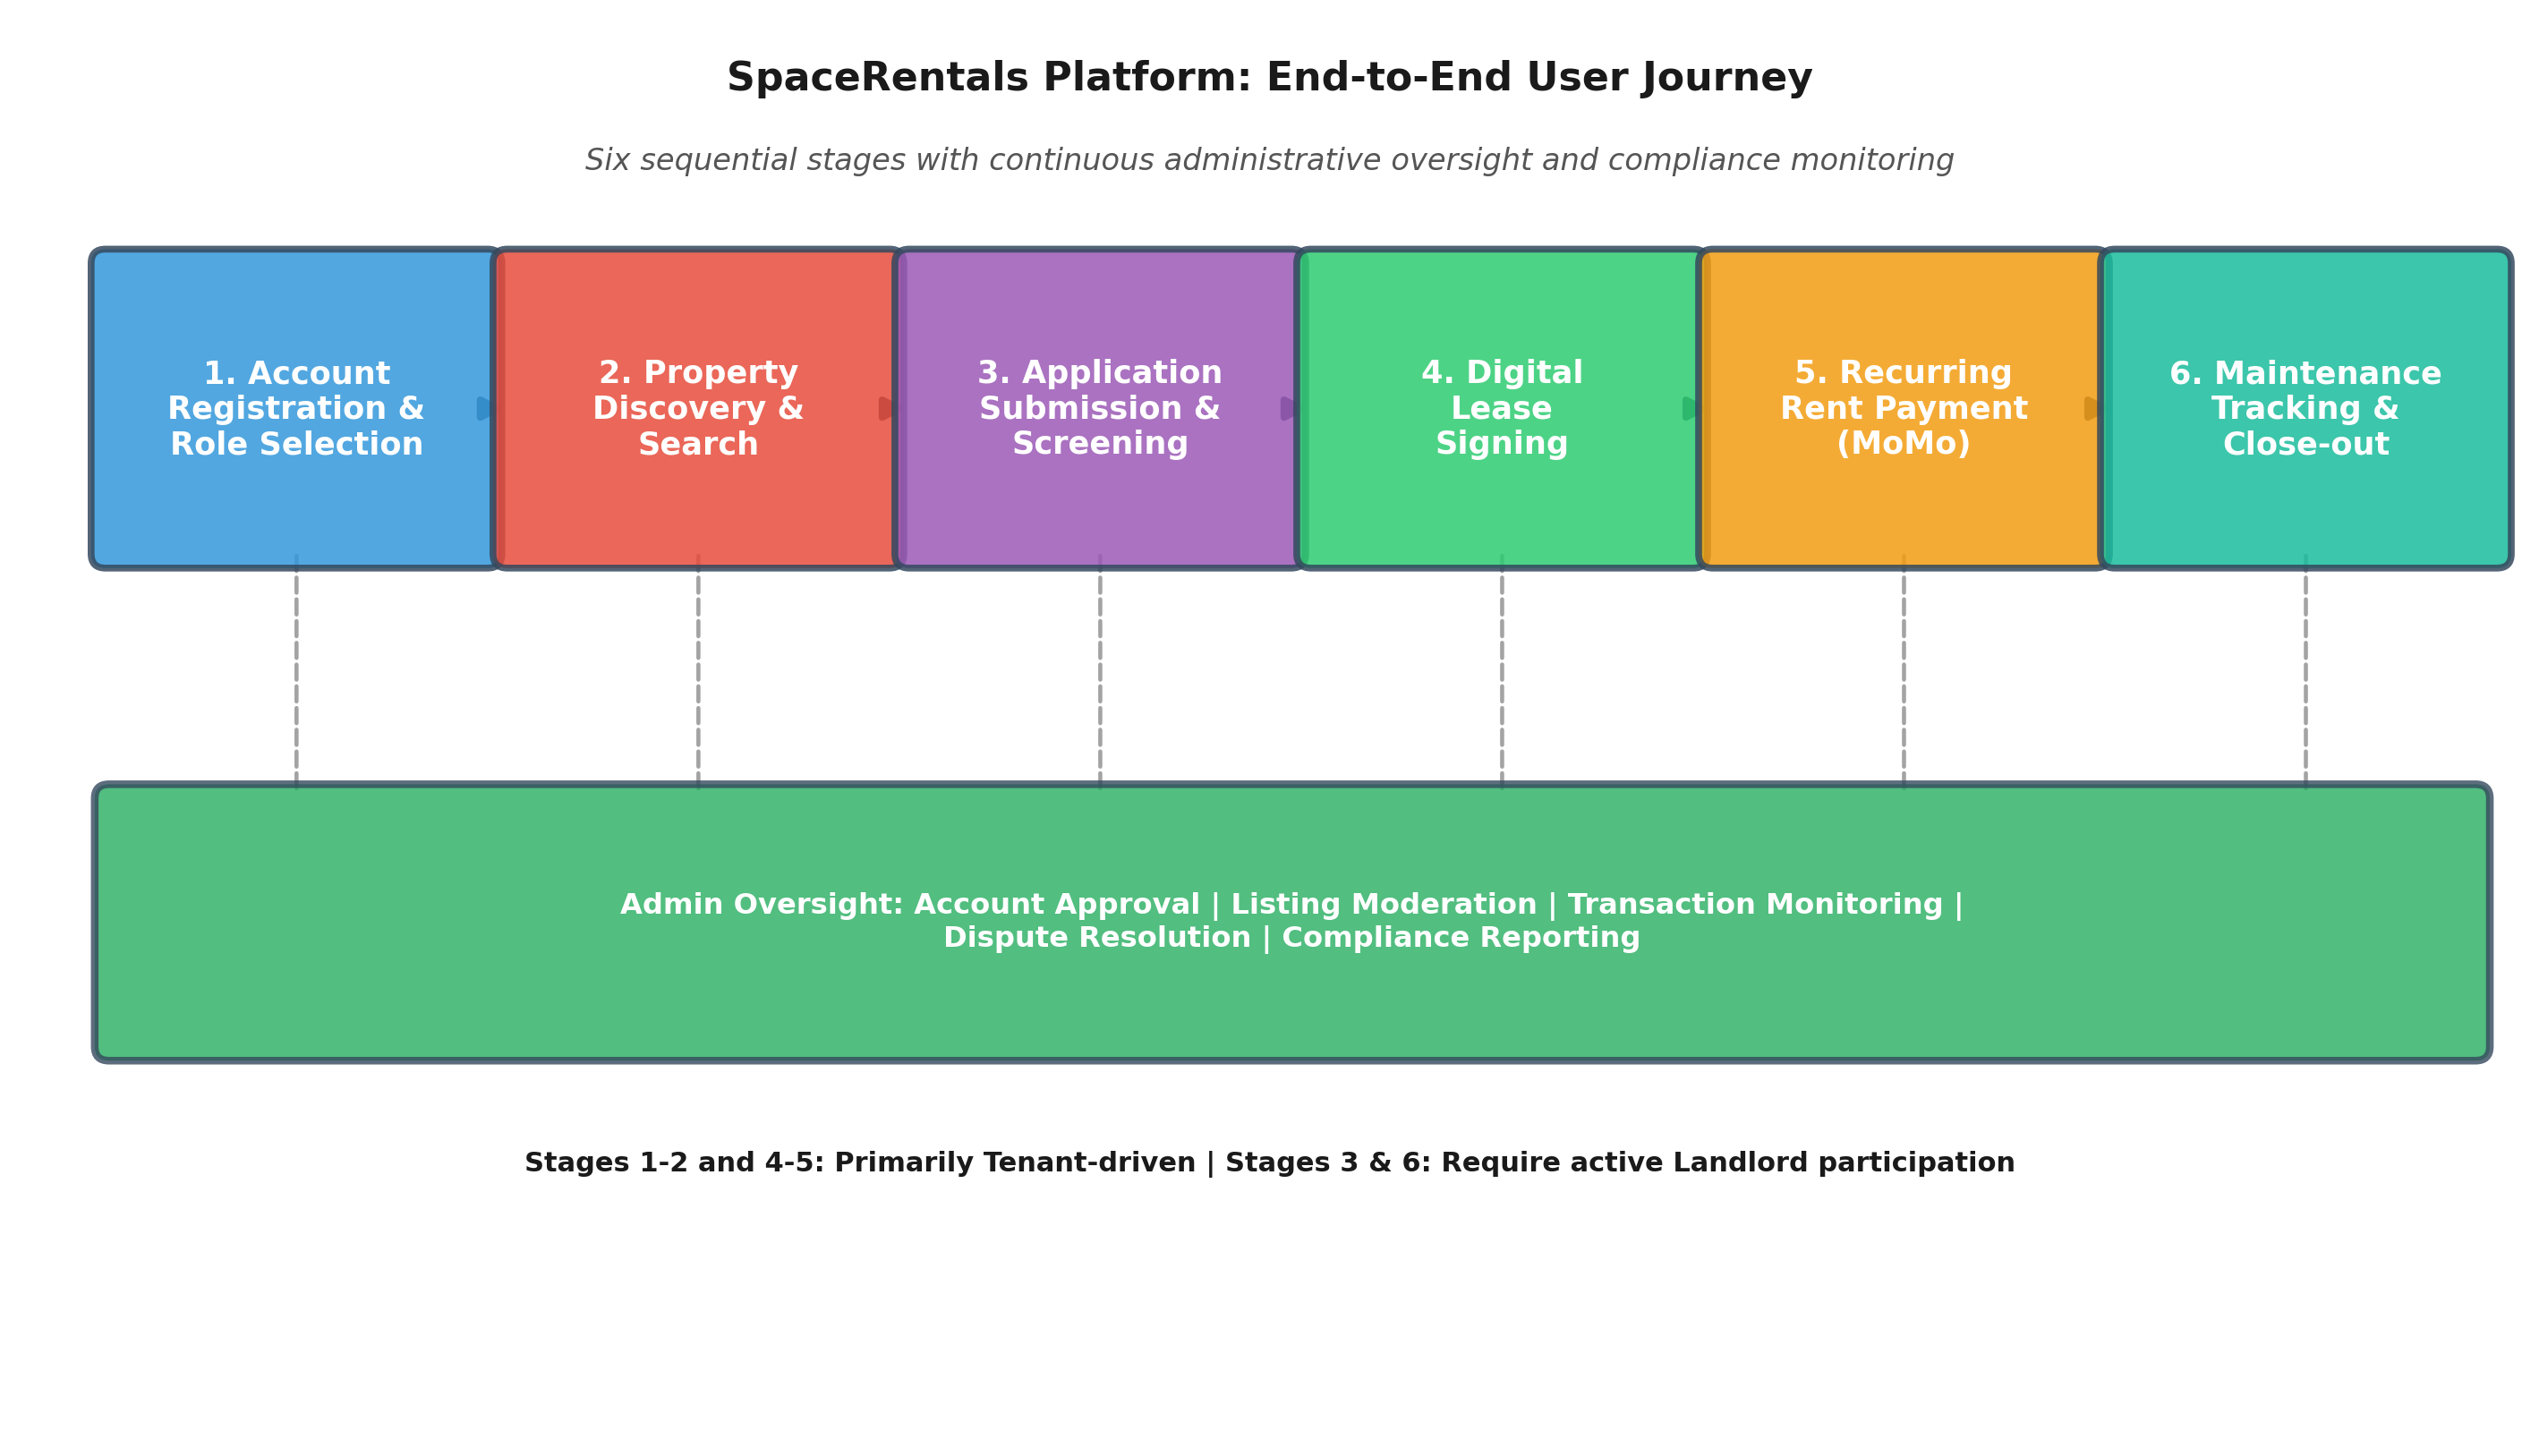 SpaceRentals Platform: End-to-End User Journey
Six sequential stages with continuous administrative oversight and compliance monitoring
1. Account
Registration &
Role Selection
2. Property
Discovery &
Search
3. Application
Submission &
Screening
4. Digital
Lease
Signing
5. Recurring
Rent Payment
(MoMo)
6. Maintenance
Tracking &
Close-out
Admin Oversight: Account Approval | Listing Moderation | Transaction Monitoring |
Dispute Resolution | Compliance Reporting
Stages 1-2 and 4-5: Primarily Tenant-driven | Stages 3 & 6: Require active Landlord participation